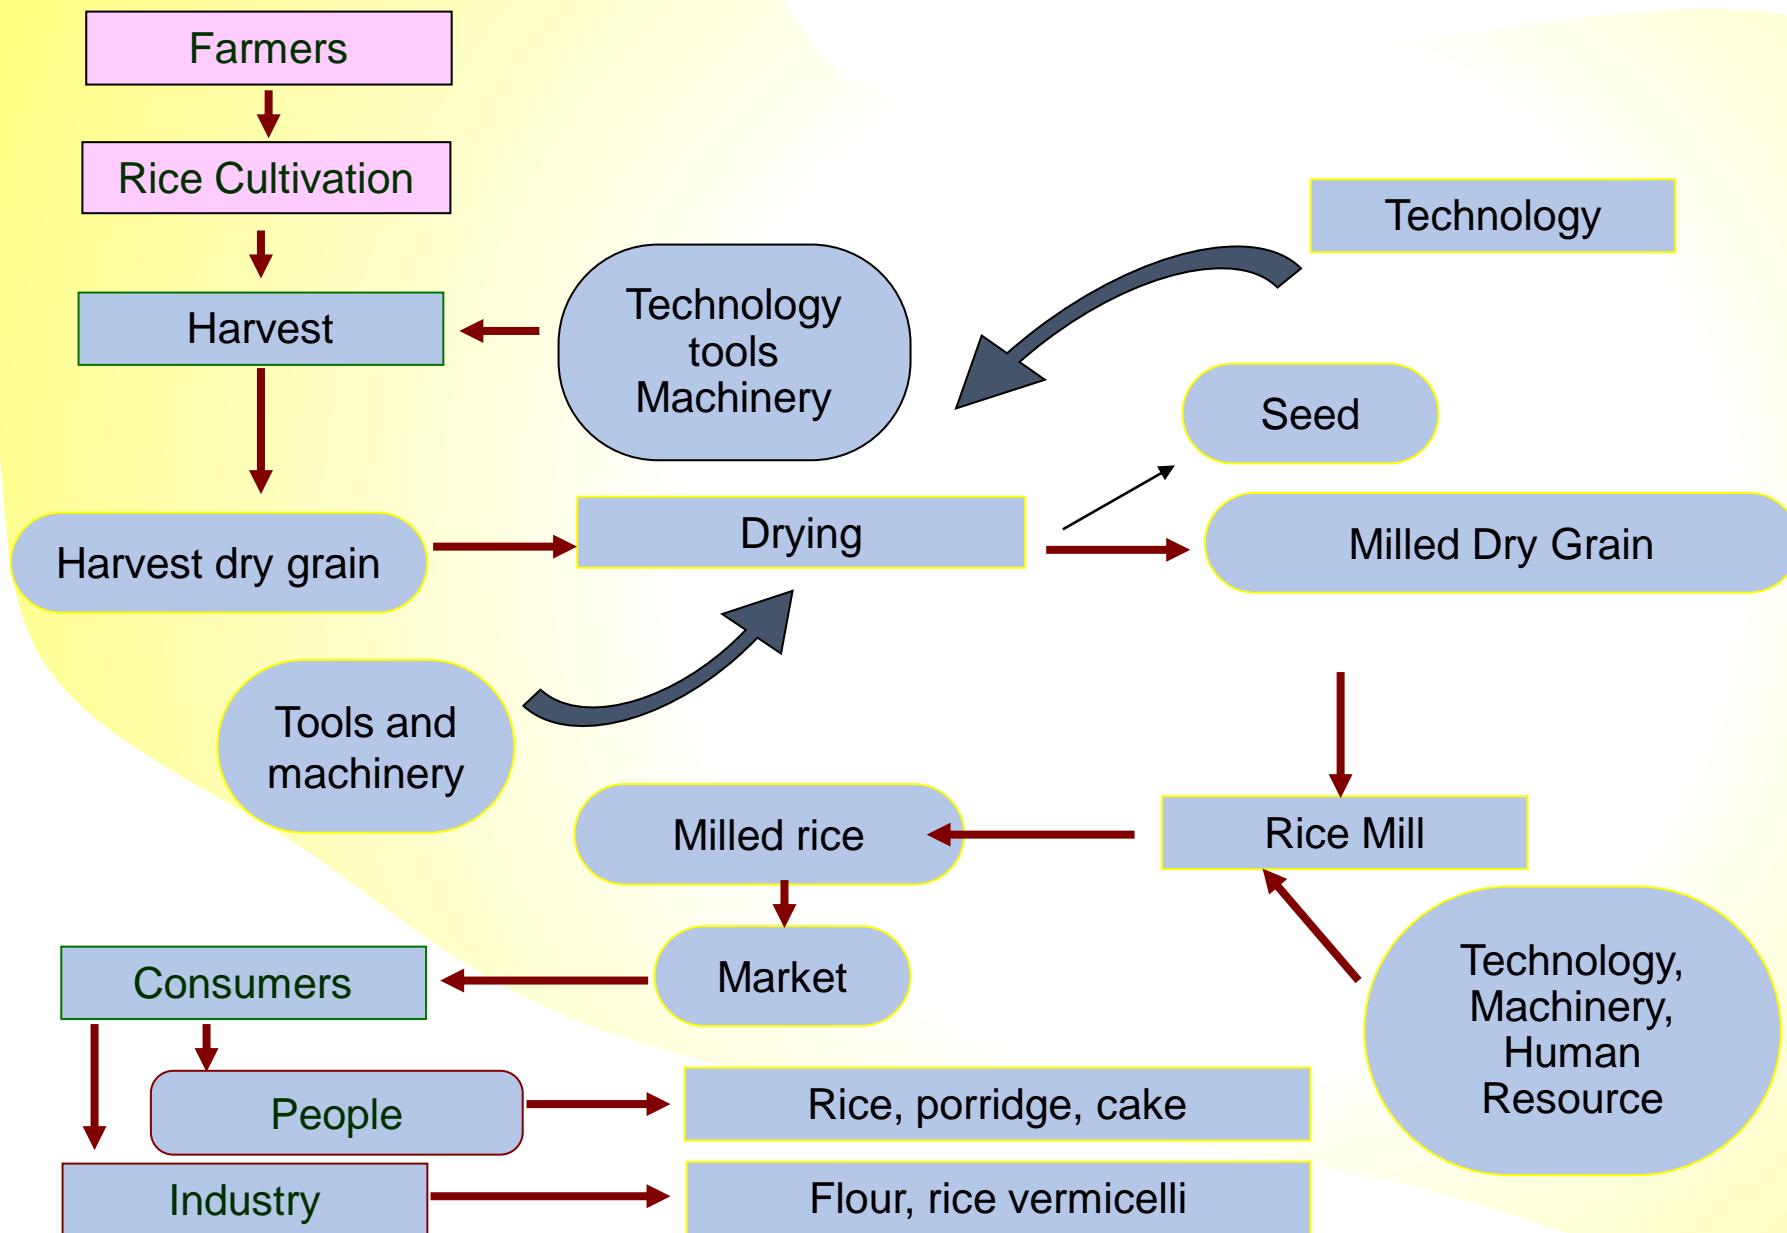 Farmers
Rice Cultivation
Technology
Harvest
Technology
tools
Machinery
Seed
Harvest dry grain
Drying
Milled Dry Grain
Tools and
machinery
Milled rice
Rice Mill
Market
Technology,
Machinery,
Human
Resource
Consumers
People
Rice, porridge, cake
Industry
Flour, rice vermicelli